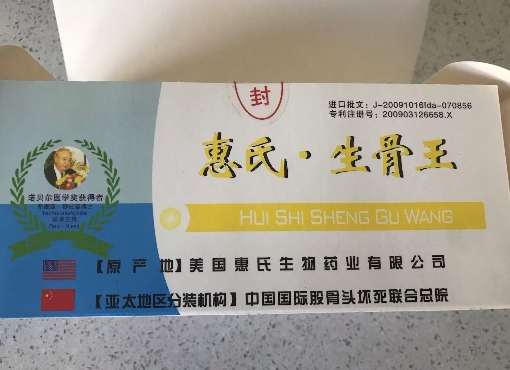 封
进口批文：J-20091016Ida-070856
专利注册号：200903126658.X
惠氏·生骨王
HUI SHI SHENG GU WANG
诺贝尔医学奖获得者
【原产地】美国惠氏生物药业有限公司
【亚太地区分装机构】中国国际股骨头坏死联合总院